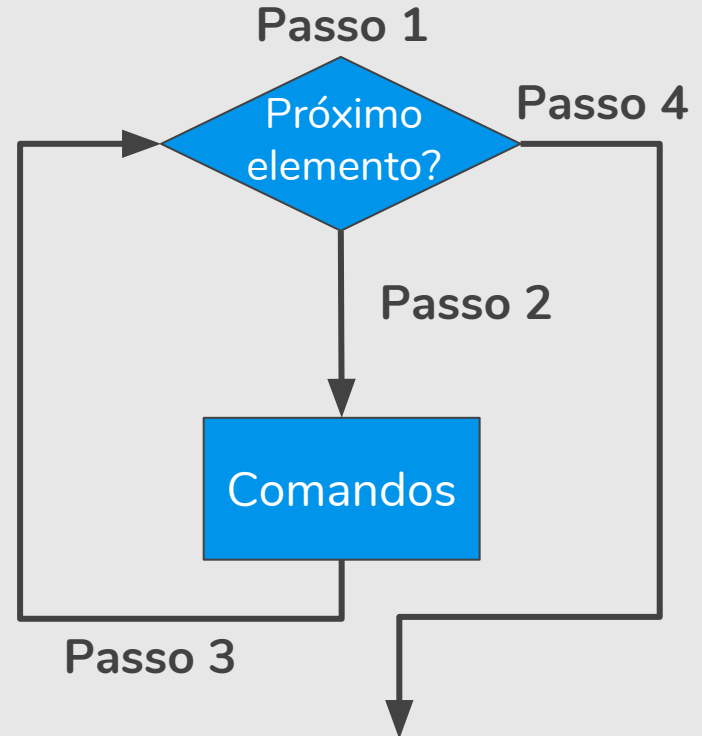 Passo 1
Próximo
elemento?
Passo 4
Passo 2
Comandos
Passo 3